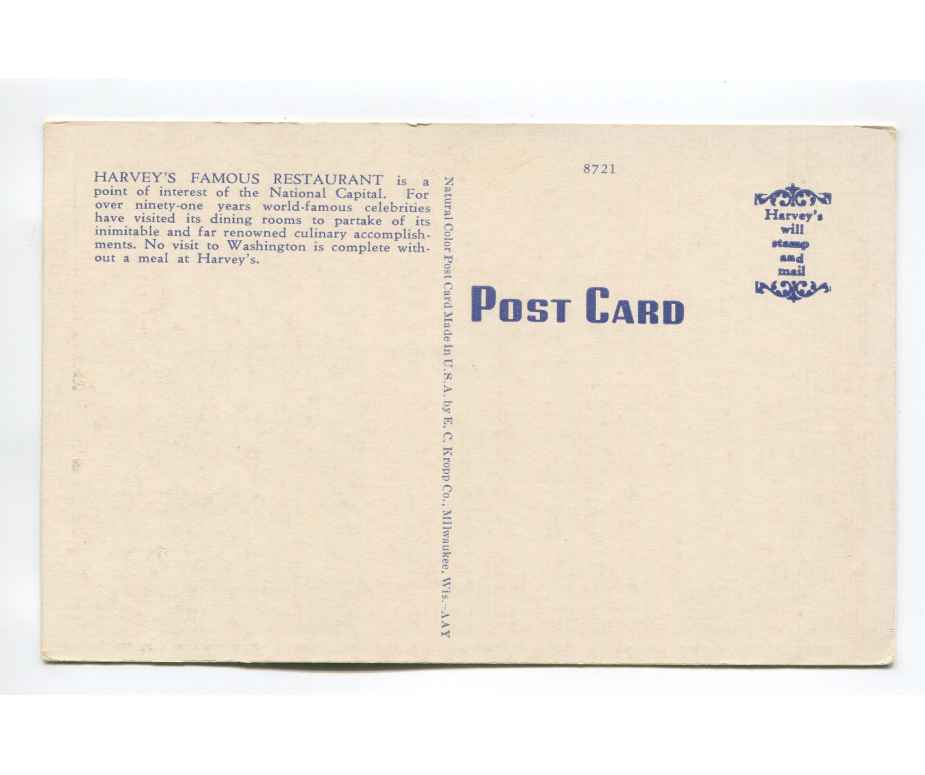 HARVEY'S FAMOUS RESTAURANT is a
point of interest of the National Capital. For
over ninety-one years world-famous celebrities
have visited its dining rooms to partake of its
inimitable and far renowned culinary accomplish-
ments. No visit to Washington is complete with-
out a meal at Harvey's.
Natural Color Post Card Made in U.S.A. by E. C. Kropp Co., Milwaukee, Wis.-AAY
8721
POST CARD
Harvey's
will
stamp
and
mail